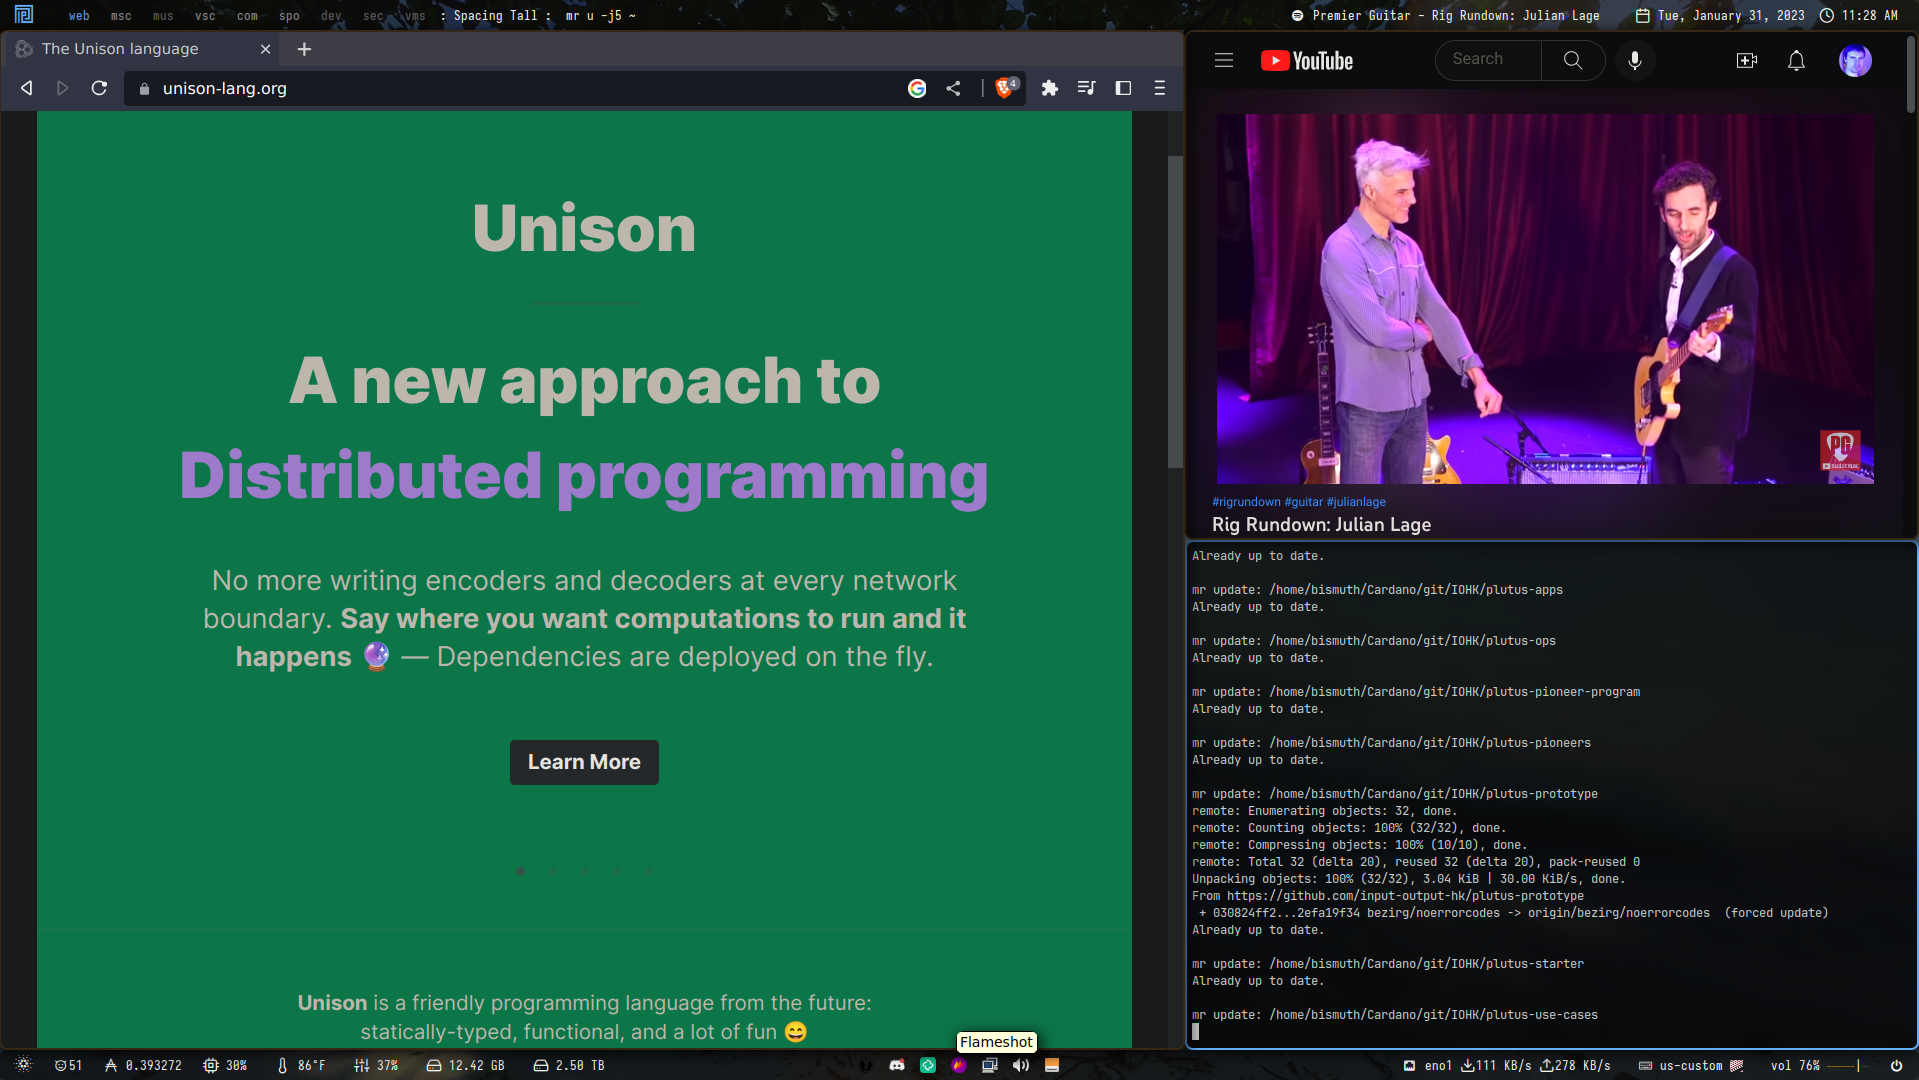 web msc mus vsc com spo dev sec vms : Spacing Tall : mr u -j5 ~
Premier Guitar – Rig Rundown: Julian Lage Tue, January 31, 2023 11:28 AM
The Unison language
unison-lang.org
4
Unison
A new approach to
Distributed programming
No more writing encoders and decoders at every network
boundary. Say where you want computations to run and it
happens 🔮 — Dependencies are deployed on the fly.
Learn More
Unison is a friendly programming language from the future:
statically-typed, functional, and a lot of fun 😄
YouTube
Search
PG
SUBSCRIBE
#rigrundown #guitar #julianlage
Rig Rundown: Julian Lage
Already up to date.
mr update: /home/bismuth/Cardano/git/IOHK/plutus-apps
Already up to date.
mr update: /home/bismuth/Cardano/git/IOHK/plutus-ops
Already up to date.
mr update: /home/bismuth/Cardano/git/IOHK/plutus-pioneer-program
Already up to date.
mr update: /home/bismuth/Cardano/git/IOHK/plutus-pioneers
Already up to date.
mr update: /home/bismuth/Cardano/git/IOHK/plutus-prototype
remote: Enumerating objects: 32, done.
remote: Counting objects: 100% (32/32), done.
remote: Compressing objects: 100% (10/10), done.
remote: Total 32 (delta 20), reused 32 (delta 20), pack-reused 0
Unpacking objects: 100% (32/32), 3.04 KiB | 30.00 KiB/s, done.
From https://github.com/input-output-hk/plutus-prototype
+ 030824ff2...2efa19f34 bezirg/noerrorcodes -> origin/bezirg/noerrorcodes (forced update)
Already up to date.
mr update: /home/bismuth/Cardano/git/IOHK/plutus-starter
Already up to date.
mr update: /home/bismuth/Cardano/git/IOHK/plutus-use-cases
Flameshot
51 ₳ 0.393272 30% 86°F 37% 12.42 GB 2.50 TB
eno1 111 KB/s 278 KB/s us-custom vol 76%